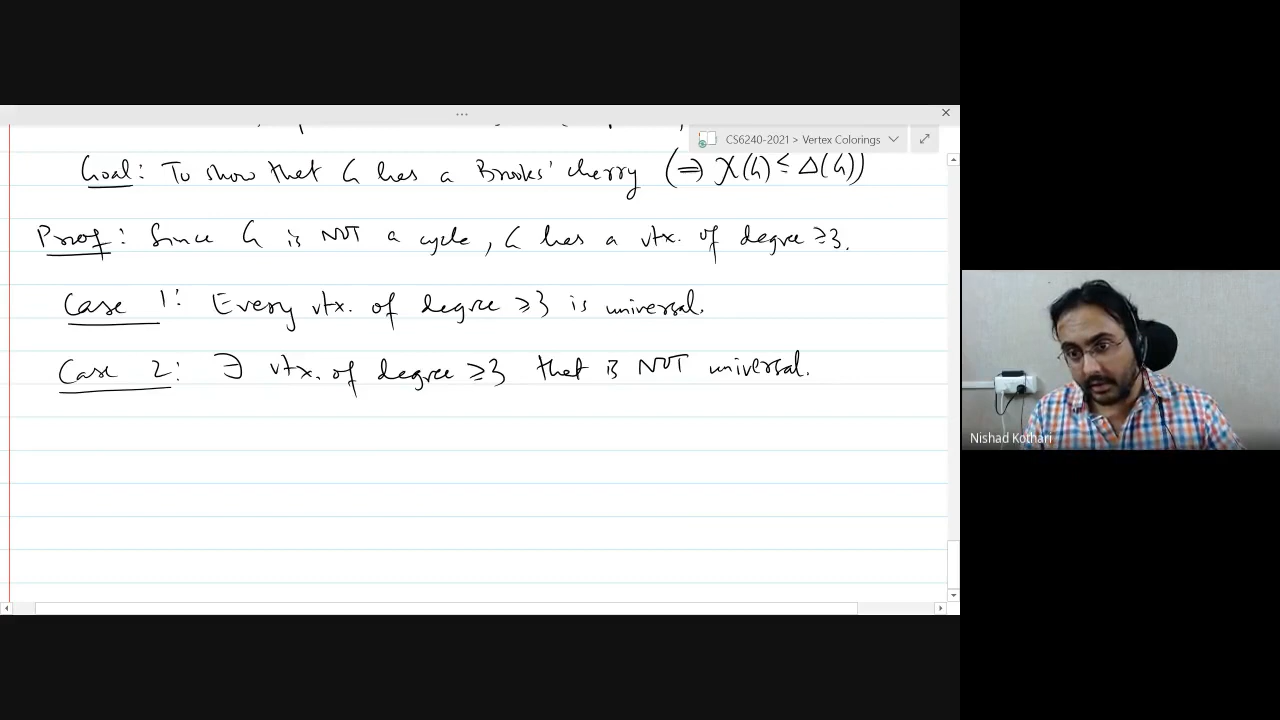 CS6240-2021 > Vertex Colorings
Goal: To show that G has a Brooks' cherry (⇒ χ(G) ≤ Δ(G))
Proof: Since G is NOT a cycle, G has a vtx. of degree ≥3.
Case 1: Every vtx. of degree ≥3 is universal.
Case 2: ∃ vtx. of degree ≥3 that is NOT universal.
Nishad Kothari